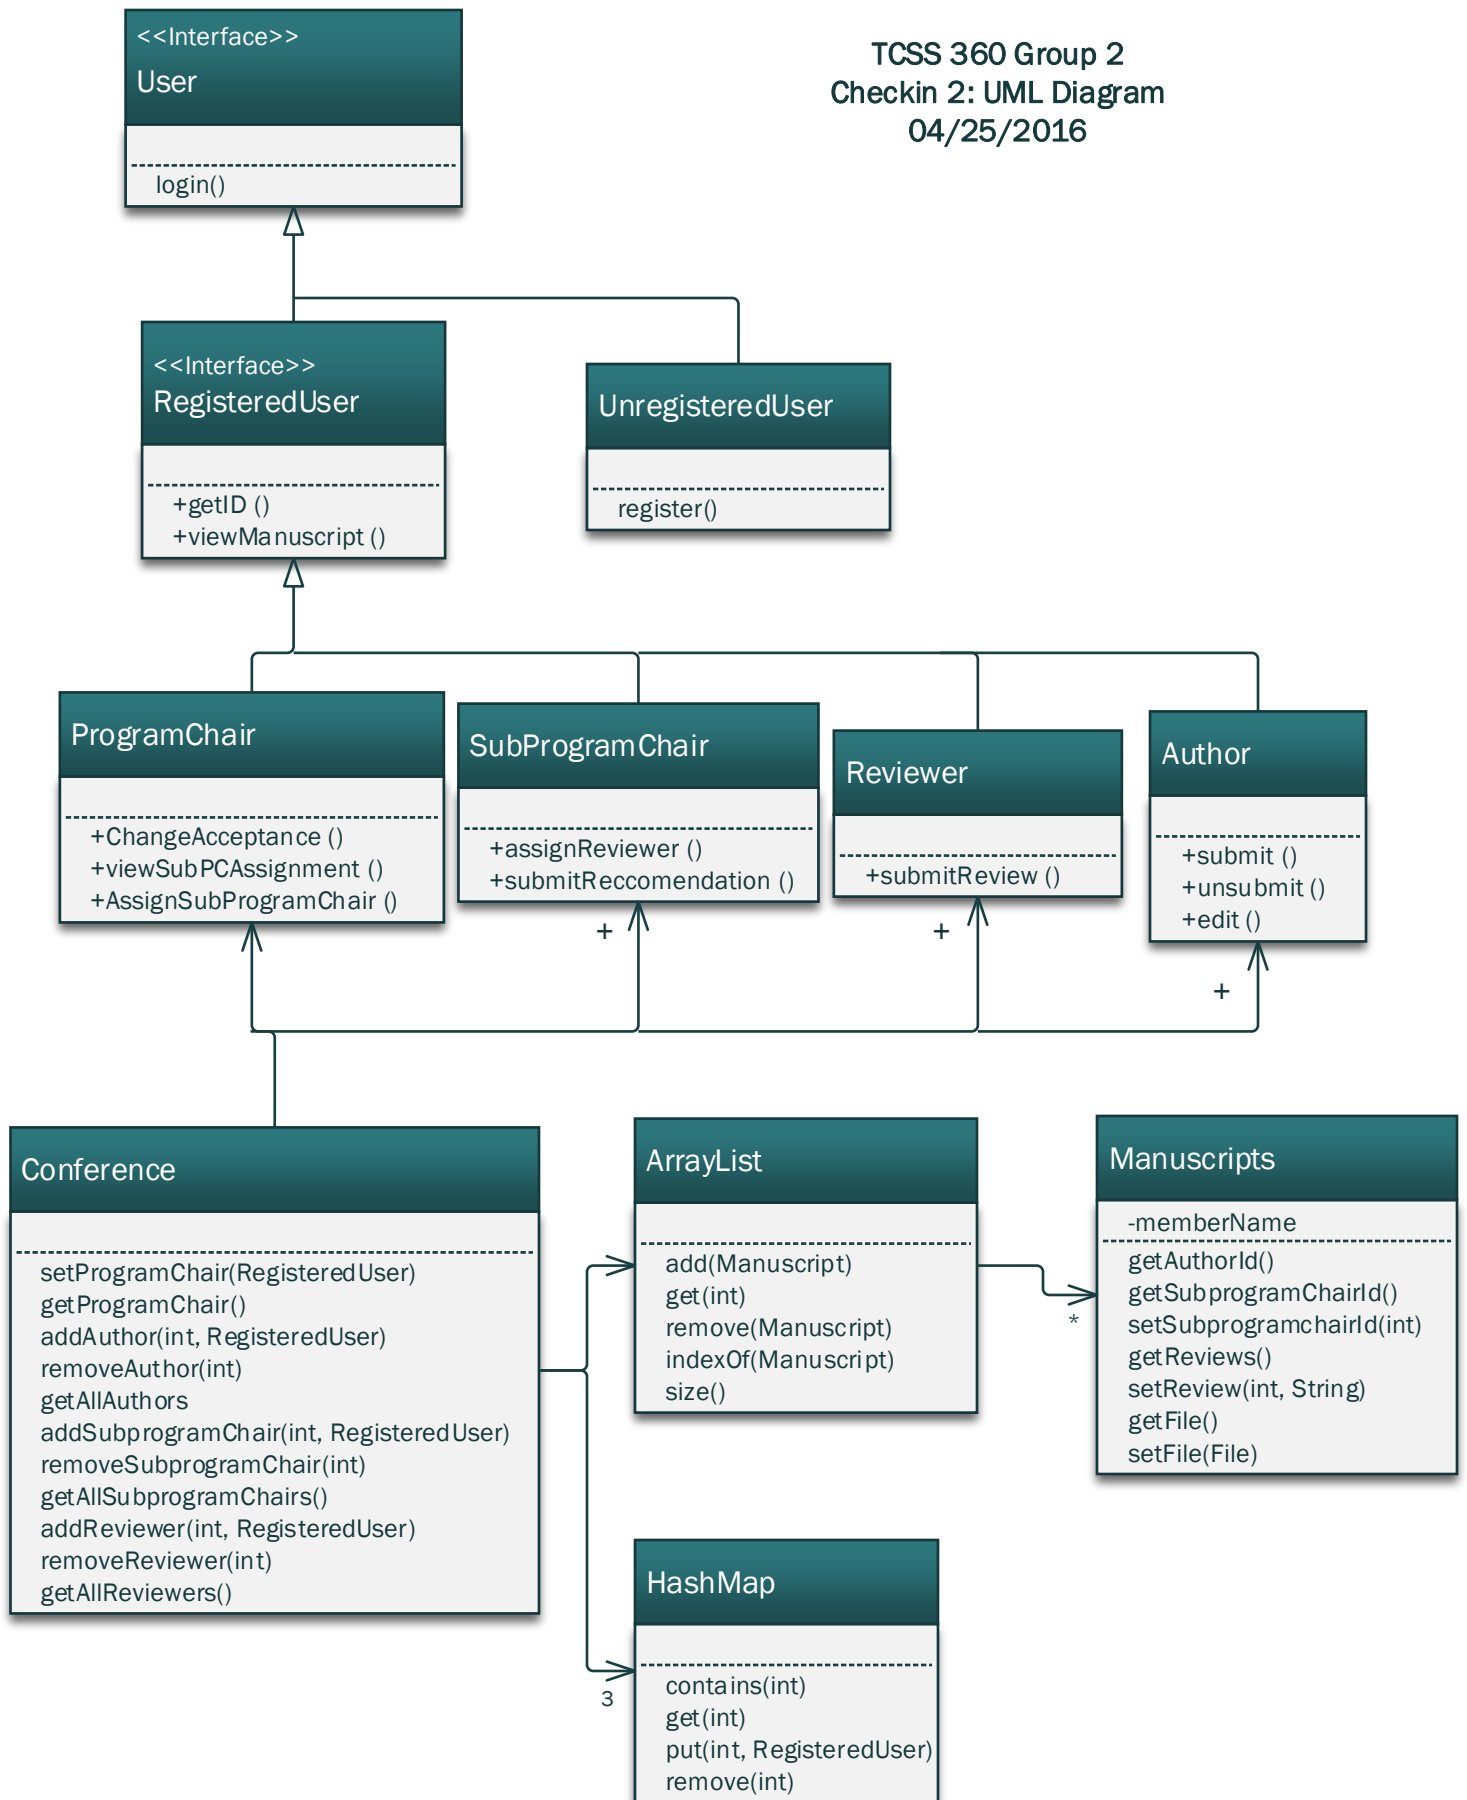 <<Interface>>
User
login()
TCSS 360 Group 2
Checkin 2: UML Diagram
04/25/2016
<<Interface>>
RegisteredUser
+getID ()
+viewManuscript ()
UnregisteredUser
register()
ProgramChair
+ChangeAcceptance ()
+viewSubPCAssignment ()
+AssignSubProgramChair ()
SubProgramChair
+assignReviewer ()
+submitReccomendation ()
Reviewer
+submitReview ()
Author
+submit ()
+unsubmit ()
+edit ()
+
+
+
Conference
setProgramChair(RegisteredUser)
getProgramChair()
addAuthor(int, RegisteredUser)
removeAuthor(int)
getAllAuthors
addSubprogramChair(int, RegisteredUser)
removeSubprogramChair(int)
getAllSubprogramChairs()
addReviewer(int, RegisteredUser)
removeReviewer(int)
getAllReviewers()
ArrayList
add(Manuscript)
get(int)
remove(Manuscript)
indexOf(Manuscript)
size()
*
Manuscripts
-memberName
getAuthorId()
getSubprogramChairId()
setSubprogramchairId(int)
getReviews()
setReview(int, String)
getFile()
setFile(File)
3
HashMap
contains(int)
get(int)
put(int, RegisteredUser)
remove(int)